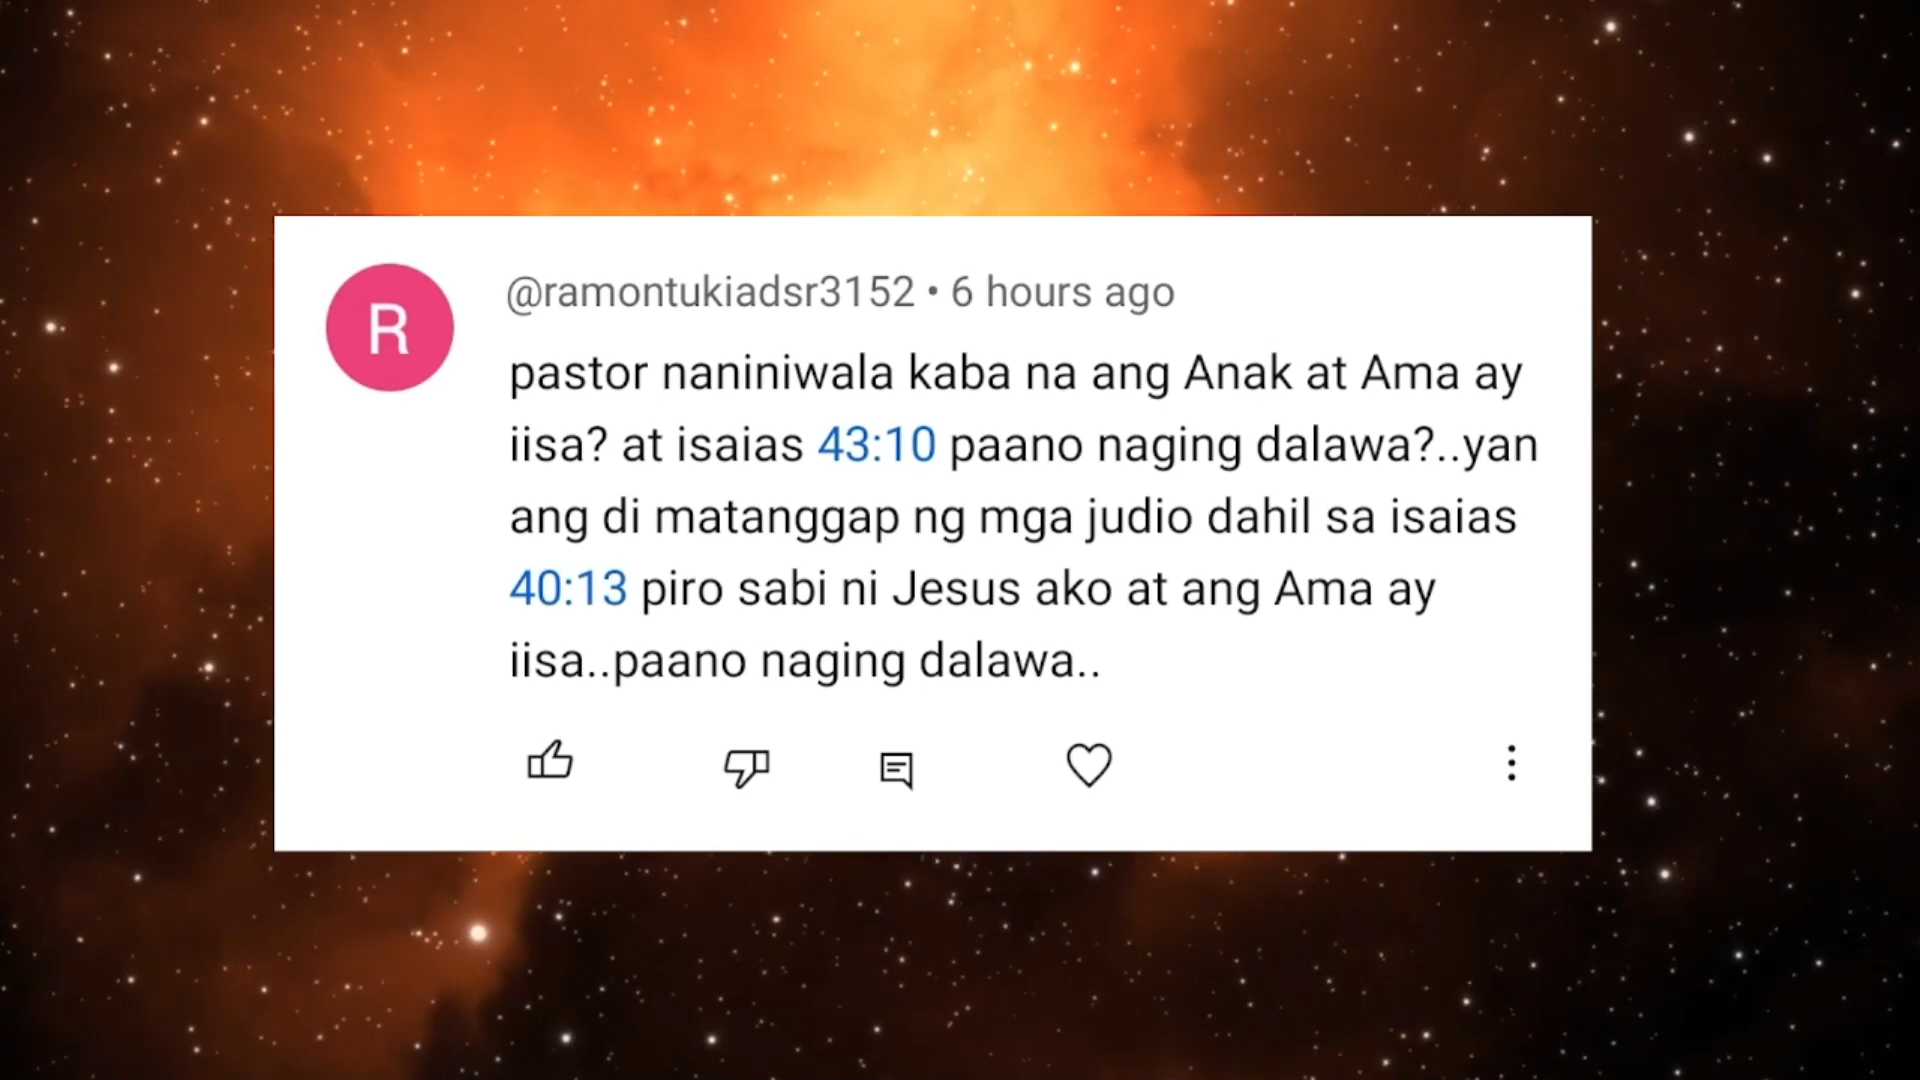 R
@ramontukiadsr3152 • 6 hours ago
pastor naniniwala kaba na ang Anak at Ama ay
iisa? at isaias 43:10 paano naging dalawa?..yan
ang di matanggap ng mga judio dahil sa isaias
40:13 piro sabi ni Jesus ako at ang Ama ay
iisa..paano naging dalawa..